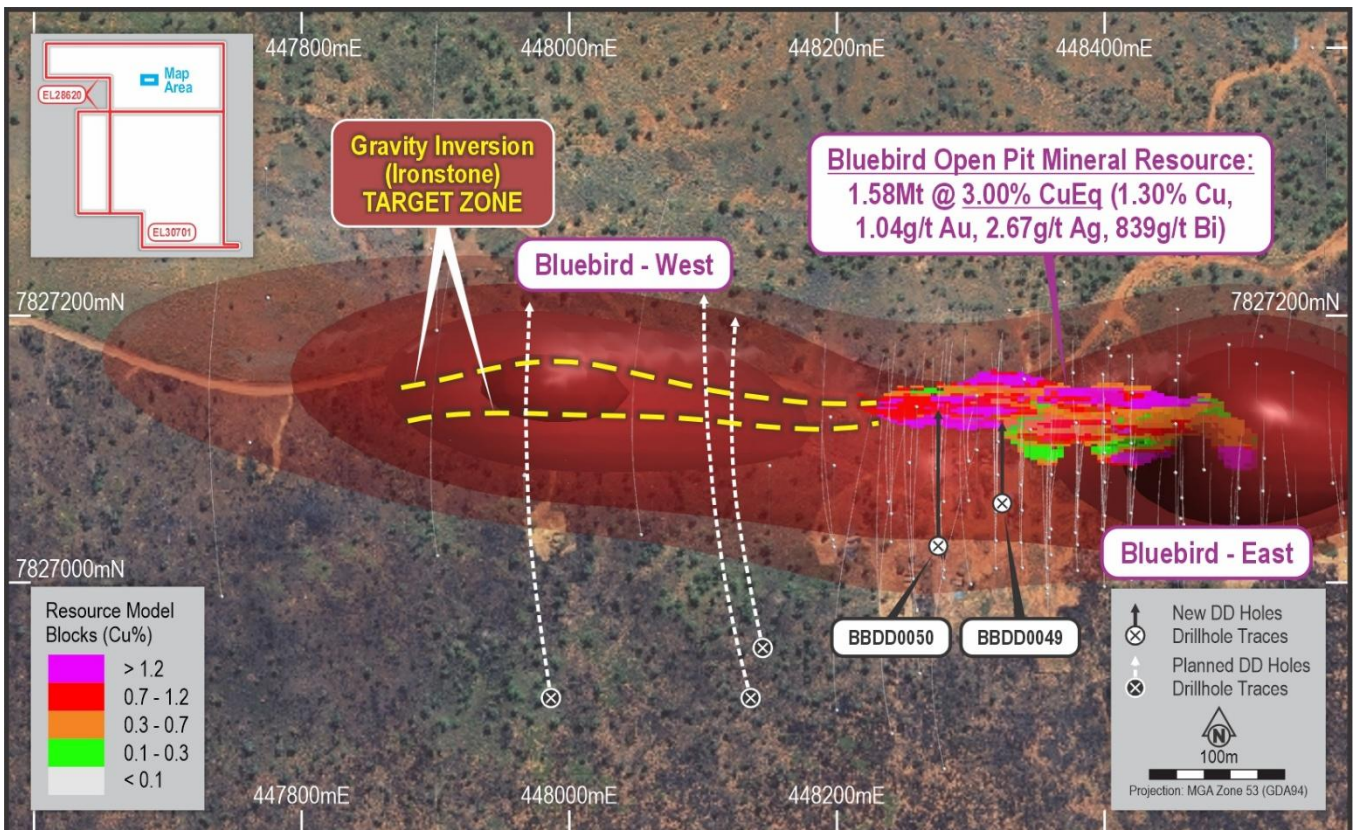 447800mE
448000mE
448200mE
448400mE
Map
Area
EL28620
EL30701
Gravity Inversion
(Ironstone)
TARGET ZONE
Bluebird Open Pit Mineral Resource:
1.58Mt @ 3.00% CuEq (1.30% Cu,
1.04g/t Au, 2.67g/t Ag, 839g/t Bi)
Bluebird - West
7827200mN
7827200mN
Bluebird - East
7827000mN
BBDD0050
BBDD0049
Resource Model
Blocks (Cu%)
> 1.2
0.7 - 1.2
0.3 - 0.7
0.1 - 0.3
< 0.1
New DD Holes
Drillhole Traces
Planned DD Holes
Drillhole Traces
N
100m
Projection: MGA Zone 53 (GDA94)
447800mE
448000mE
448200mE